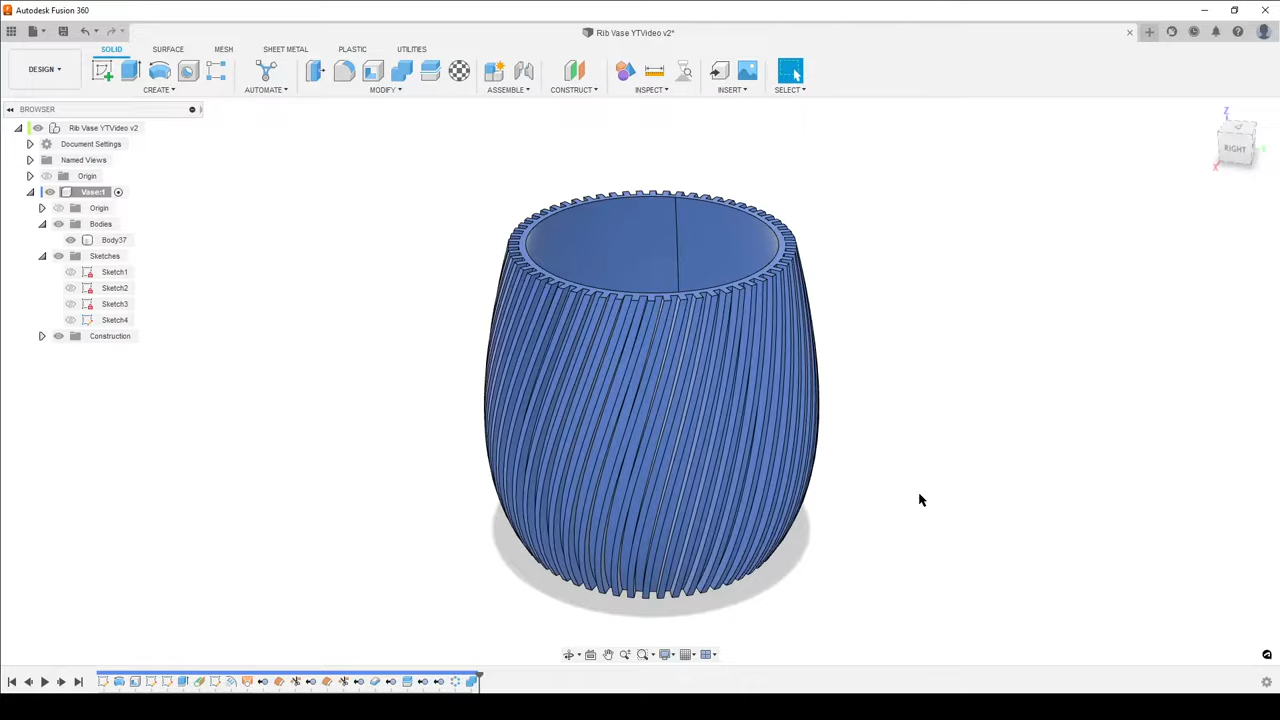 Autodesk Fusion 360
Rib Vase YTVideo v2*
SOLID SURFACE MESH SHEET METAL PLASTIC UTILITIES
DESIGN
CREATE AUTOMATE MODIFY ASSEMBLE CONSTRUCT INSPECT INSERT SELECT
BROWSER
Rib Vase YTVideo v2
Document Settings
Named Views
Origin
Vase:1
Origin
Bodies
Body37
Sketches
Sketch1
Sketch2
Sketch3
Sketch4
Construction
Z
RIGHT
X